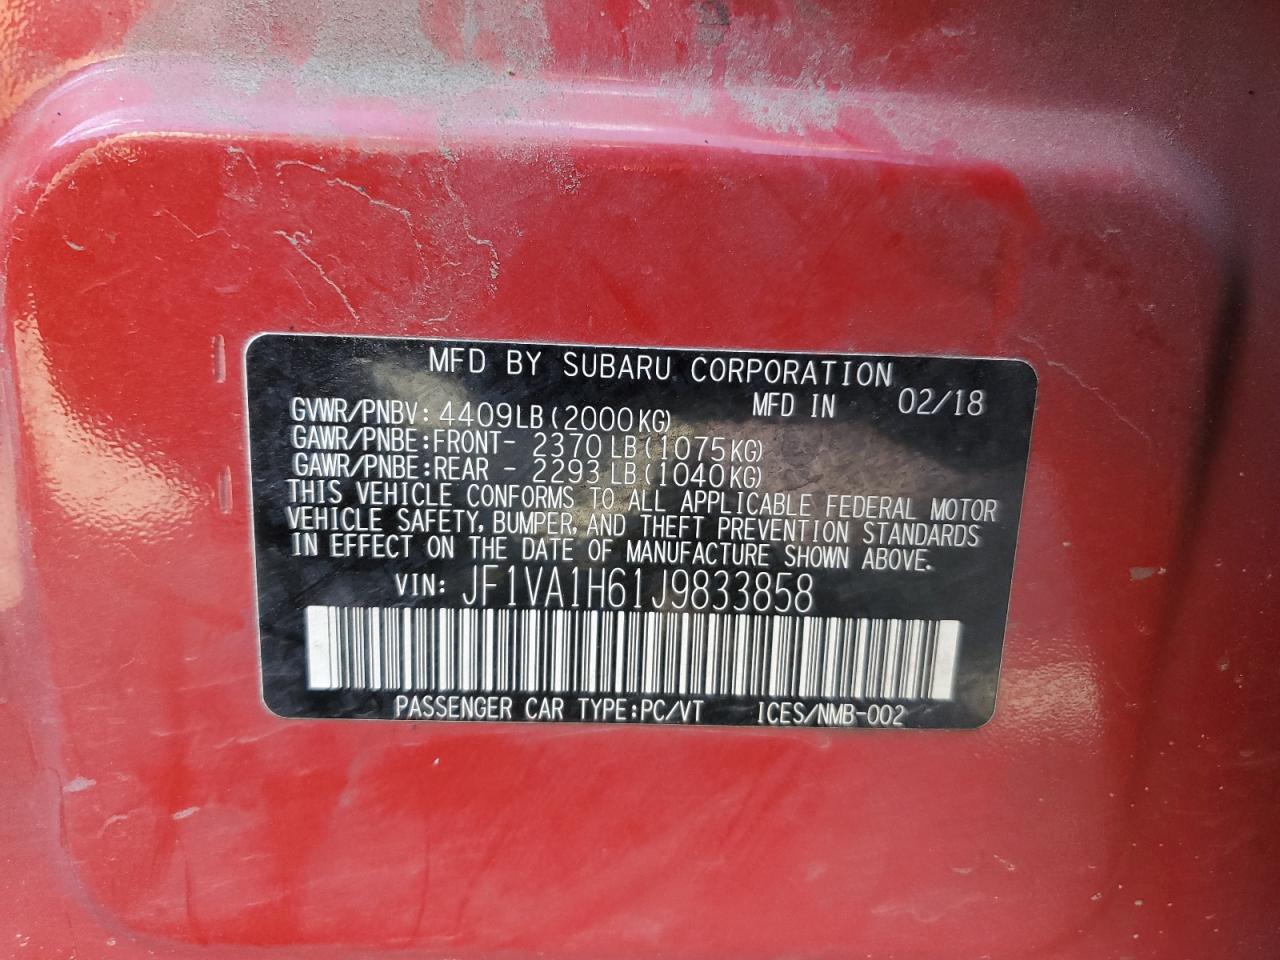 MFD BY SUBARU CORPORATION
MFD IN 02/18
GVWR/PNBV: 4409LB (2000KG)
GAWR/PNBE:FRONT- 2370 LB (1075KG)
GAWR/PNBE:REAR - 2293 LB (1040KG)
THIS VEHICLE CONFORMS TO ALL APPLICABLE FEDERAL MOTOR
VEHICLE SAFETY, BUMPER, AND THEFT PREVENTION STANDARDS
IN EFFECT ON THE DATE OF MANUFACTURE SHOWN ABOVE.
VIN: JF1VA1H61J9833858
PASSENGER CAR TYPE:PC/VT ICES/NMB-002